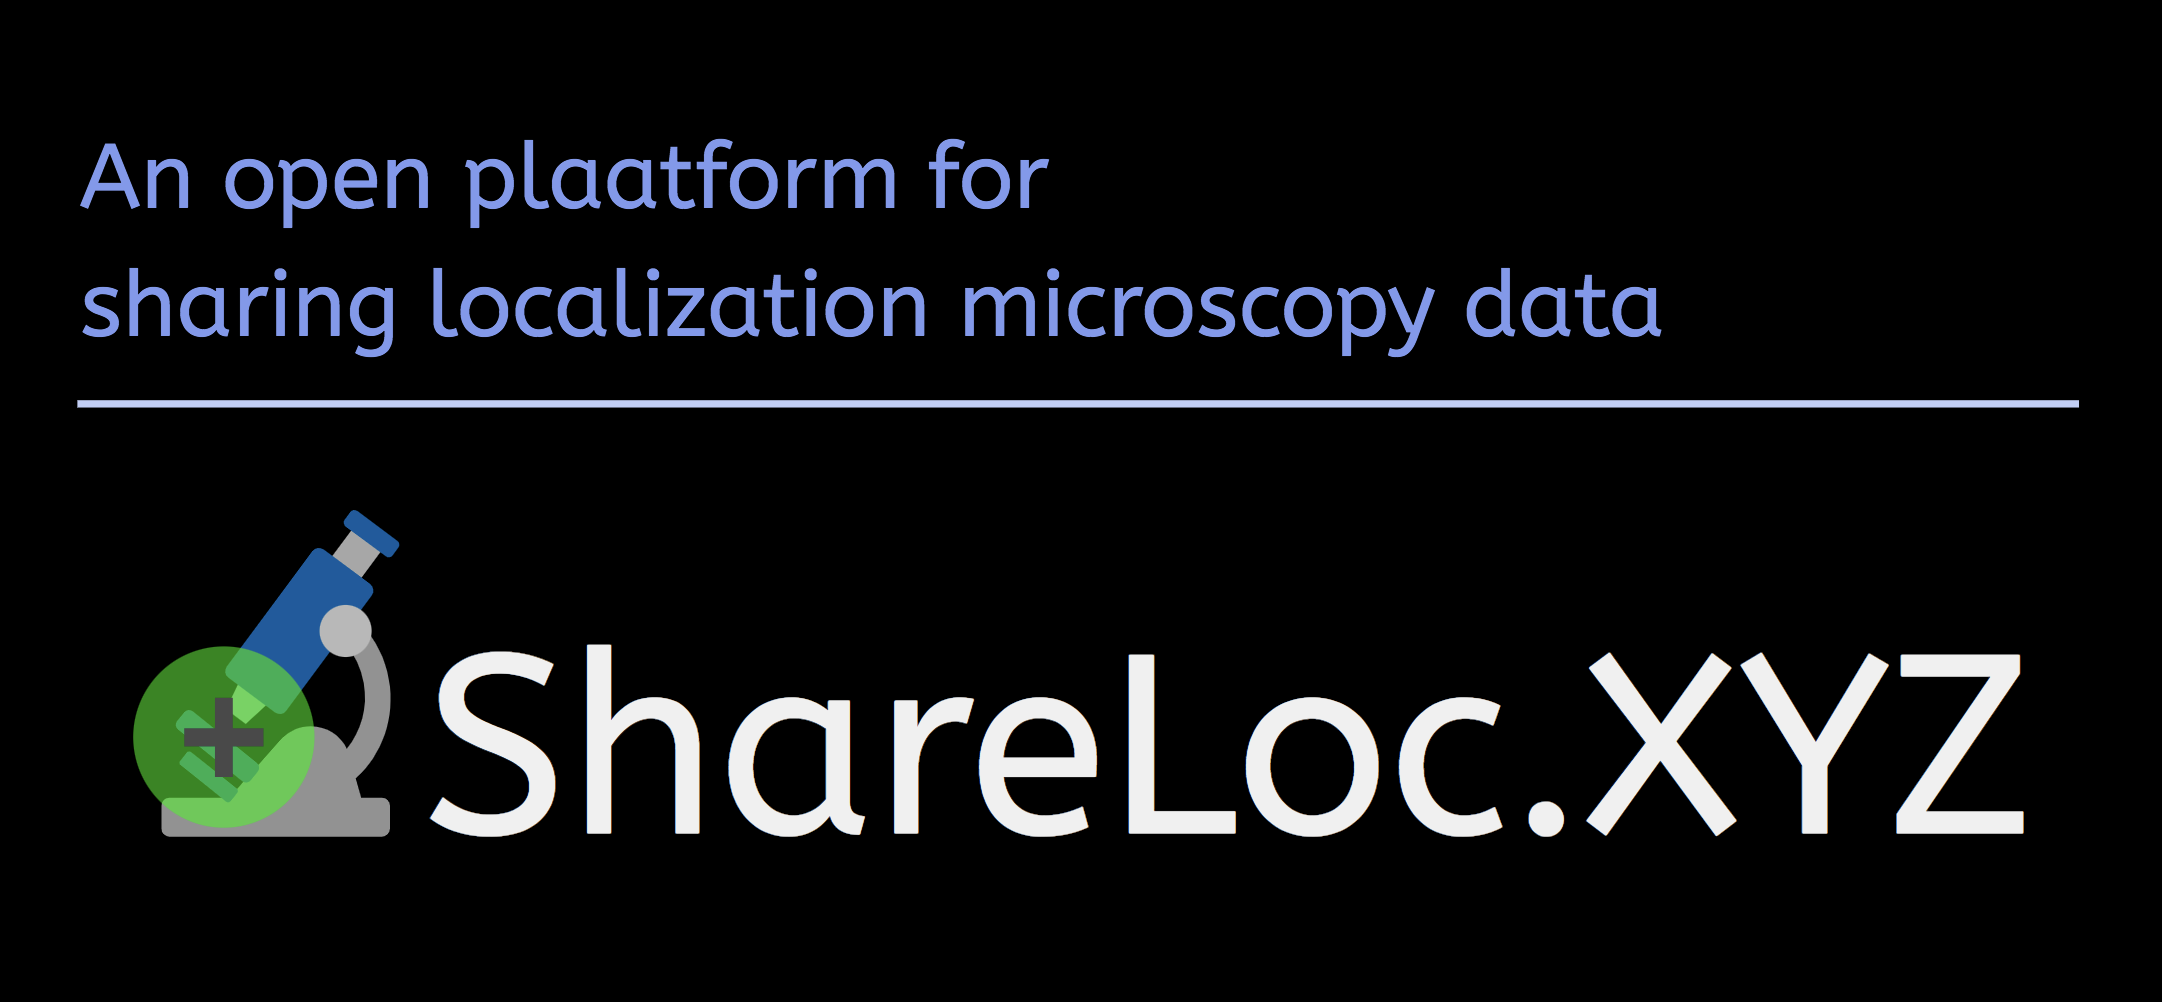 An open plaatform for
sharing localization microscopy data
ShareLoc.XYZ